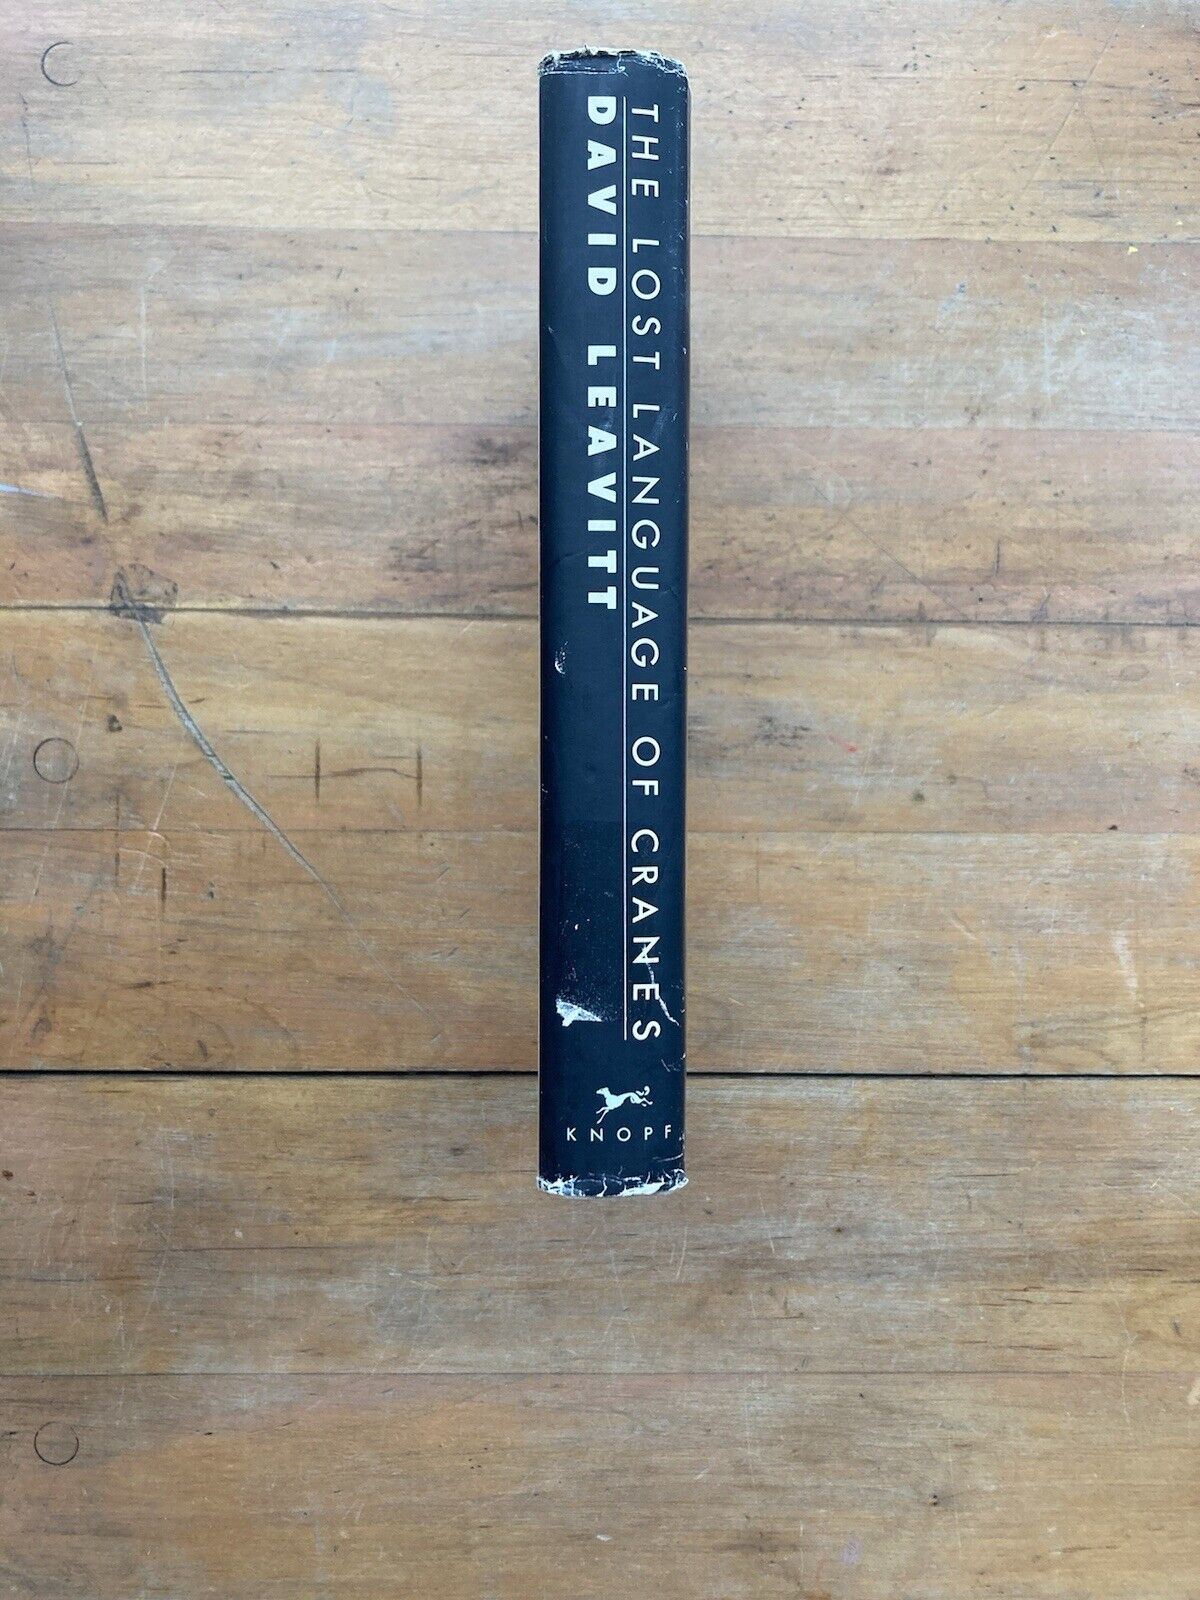 THE LOST LANGUAGE OF CRANES
DAVID LEAVITT
KNOPF